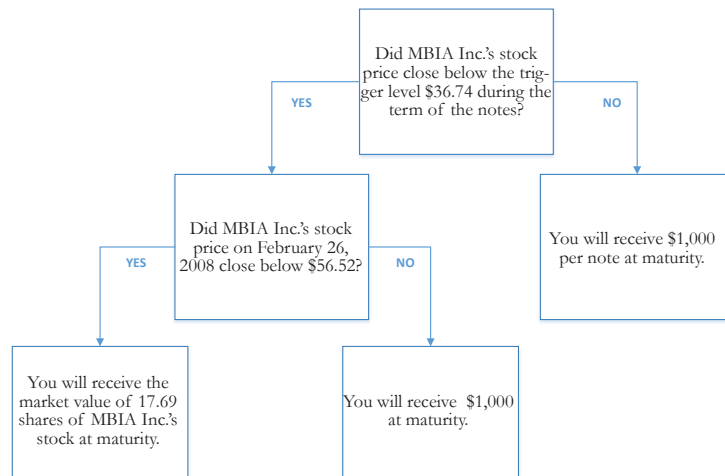 Did MBIA Inc.'s stock
price close below the trig-
ger level $36.74 during the
term of the notes?
YES
NO
Did MBIA Inc.'s stock
price on February 26,
2008 close below $56.52?
You will receive $1,000
per note at maturity.
YES
NO
You will receive the
market value of 17.69
shares of MBIA Inc.'s
stock at maturity.
You will receive $1,000
at maturity.